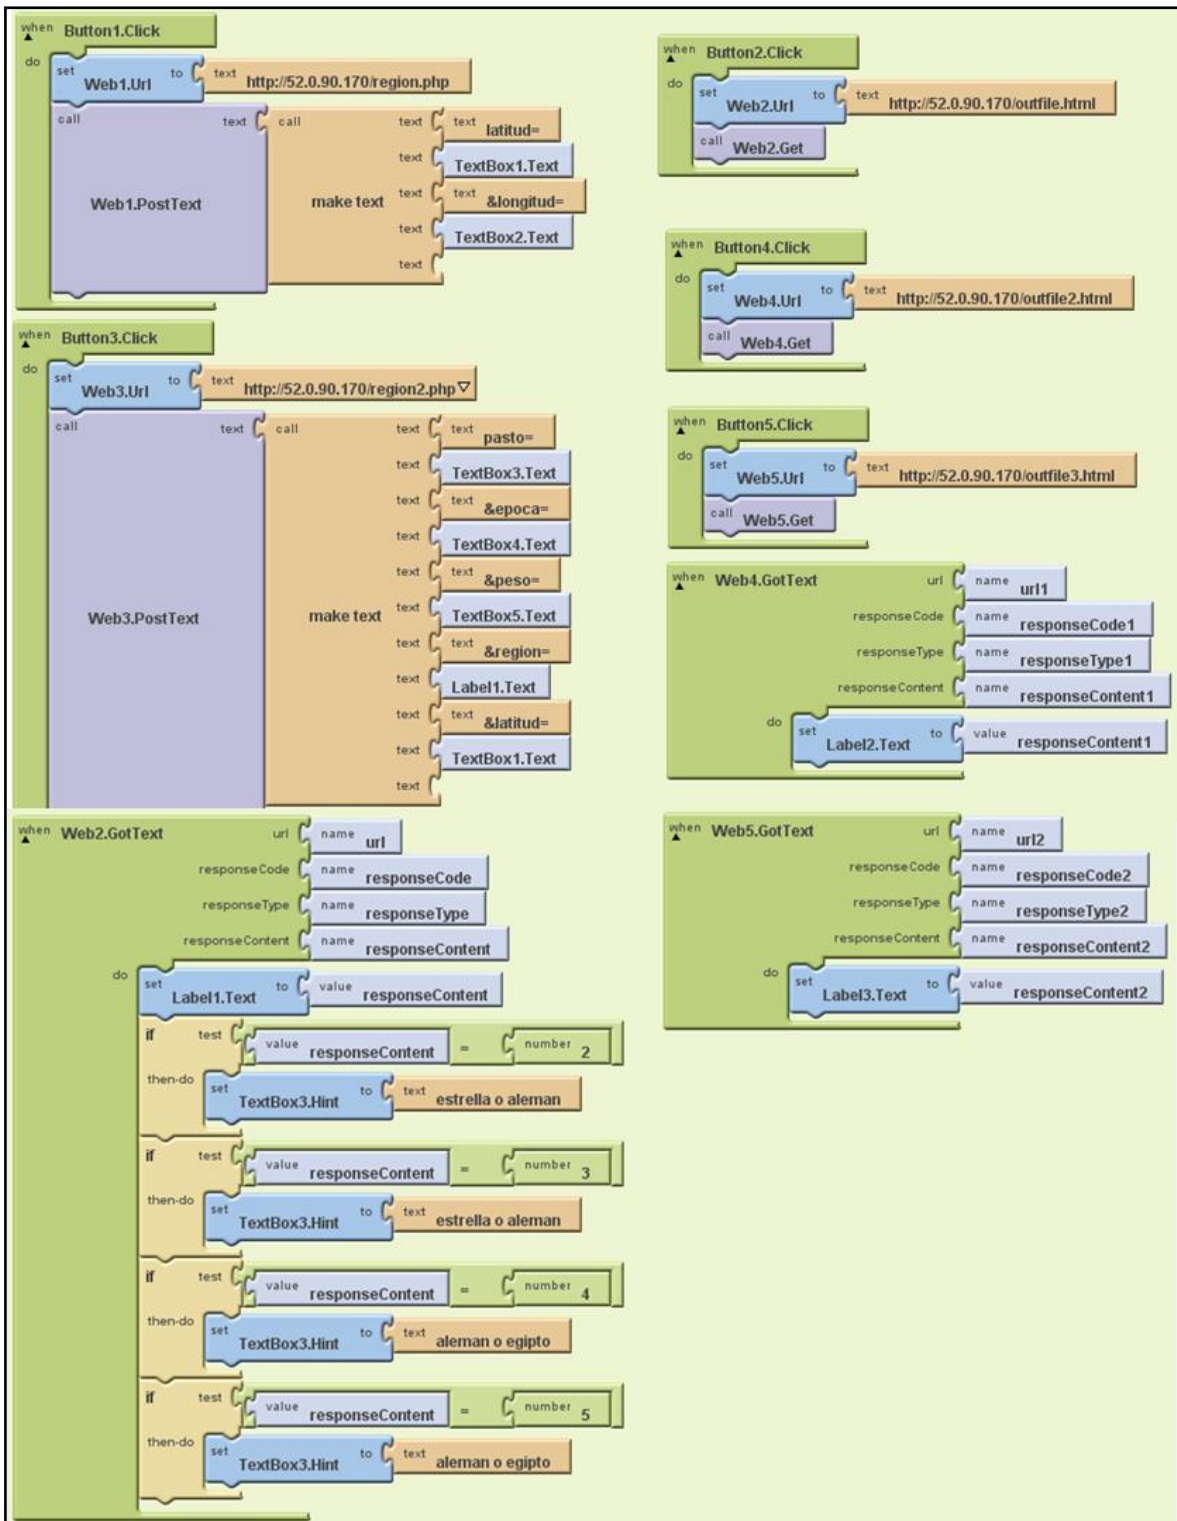 when Button1.Click
do set Web1.Url to text http://52.0.90.170/region.php
call Web1.PostText text call make text text text latitud=
text TextBox1.Text
text text &longitud=
text TextBox2.Text
text
when Button3.Click
do set Web3.Url to text http://52.0.90.170/region2.php
call Web3.PostText text call make text text text pasto=
text TextBox3.Text
text text &epoca=
text TextBox4.Text
text text &peso=
text TextBox5.Text
text text &region=
text Label1.Text
text text &latitud=
text TextBox1.Text
text
when Web2.GotText url name url
responseCode name responseCode
responseType name responseType
responseContent name responseContent
do set Label1.Text to value responseContent
if test value responseContent = number 2
then-do set TextBox3.Hint to text estrella o aleman
if test value responseContent = number 3
then-do set TextBox3.Hint to text estrella o aleman
if test value responseContent = number 4
then-do set TextBox3.Hint to text aleman o egipto
if test value responseContent = number 5
then-do set TextBox3.Hint to text aleman o egipto
when Button2.Click
do set Web2.Url to text http://52.0.90.170/outfile.html
call Web2.Get
when Button4.Click
do set Web4.Url to text http://52.0.90.170/outfile2.html
call Web4.Get
when Button5.Click
do set Web5.Url to text http://52.0.90.170/outfile3.html
call Web5.Get
when Web4.GotText url name url1
responseCode name responseCode1
responseType name responseType1
responseContent name responseContent1
do set Label2.Text to value responseContent1
when Web5.GotText url name url2
responseCode name responseCode2
responseType name responseType2
responseContent name responseContent2
do set Label3.Text to value responseContent2